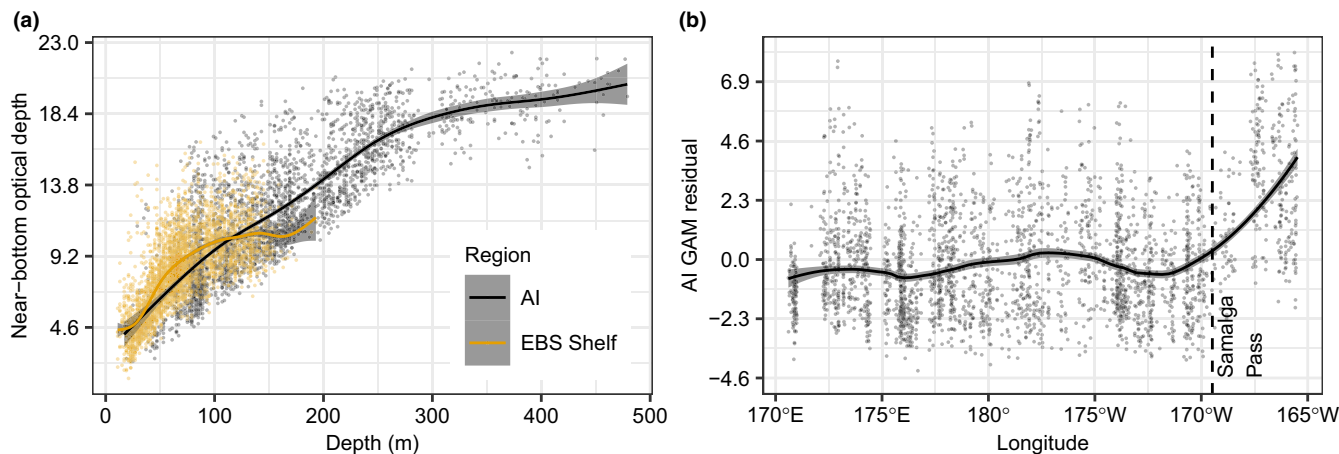 (a)
Near−bottom optical depth
23.0
18.4
13.8
9.2
4.6
0
100
200
300
400
500
Depth (m)
Region
AI
EBS Shelf
(b)
AI GAM residual
6.9
4.6
2.3
0.0
−2.3
−4.6
170°E
175°E
180°
175°W
170°W
165°W
Longitude
Samalga
Pass